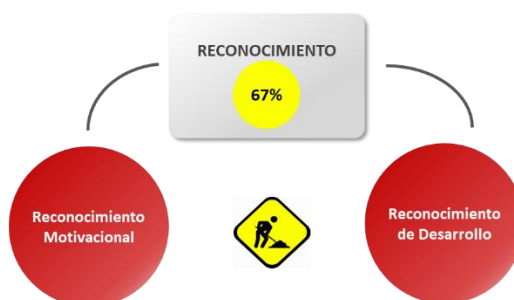 RECONOCIMIENTO
67%
Reconocimiento
Motivacional
Reconocimiento
de Desarrollo